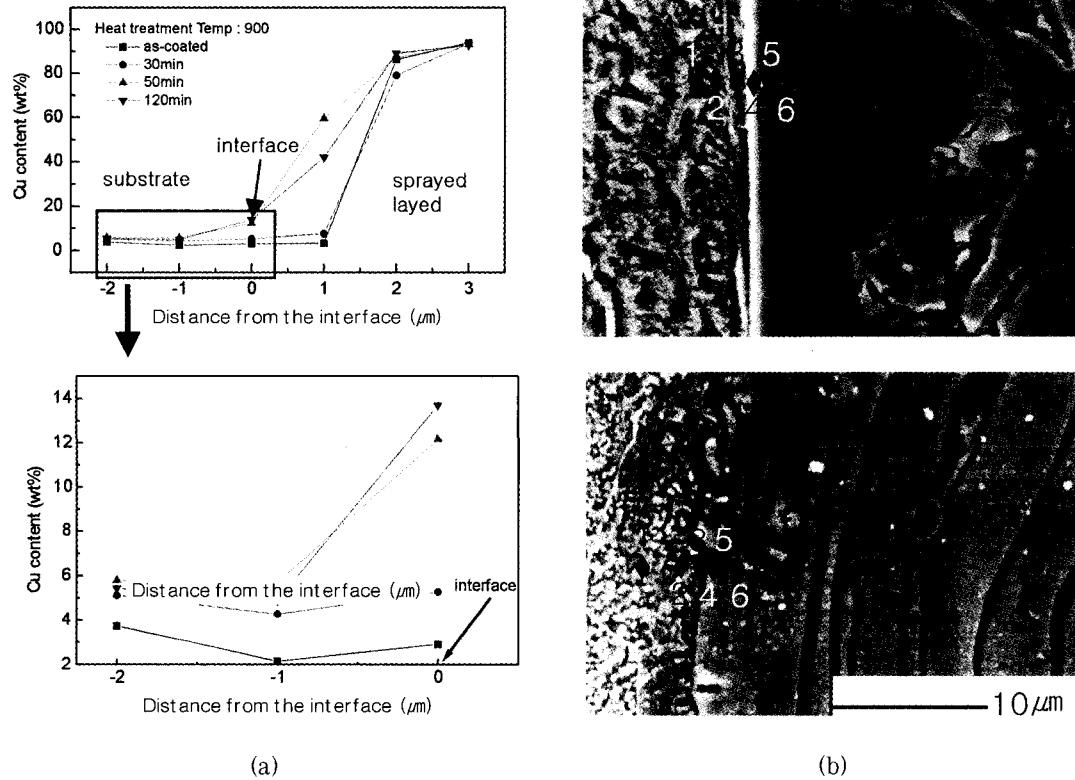 Heat treatment Temp : 900
as-coated
30min
50min
120min
interface
substrate
sprayed
layed
Cu content (wt%)
100
80
60
40
20
0
-2
-1
0
1
2
3
Distance from the interface (㎛)
Cu content (wt%)
14
12
10
8
6
4
2
Distance from the interface (㎛)
interface
-2
-1
0
Distance from the interface (㎛)
(a)
1
5
2 4 6
5
4 6
10㎛
(b)